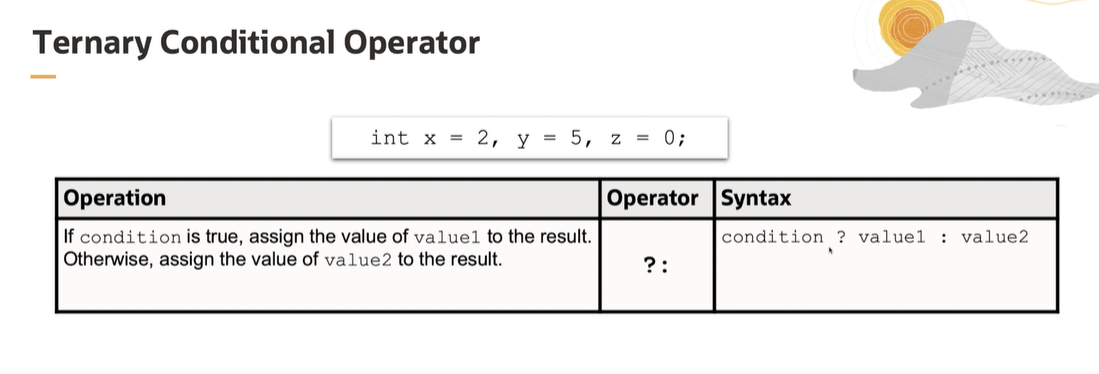 Ternary Conditional Operator
int x = 2, y = 5, z = 0;
Operation Operator Syntax
If condition is true, assign the value of value1 to the result.
Otherwise, assign the value of value2 to the result.
?:
condition ? value1 : value2